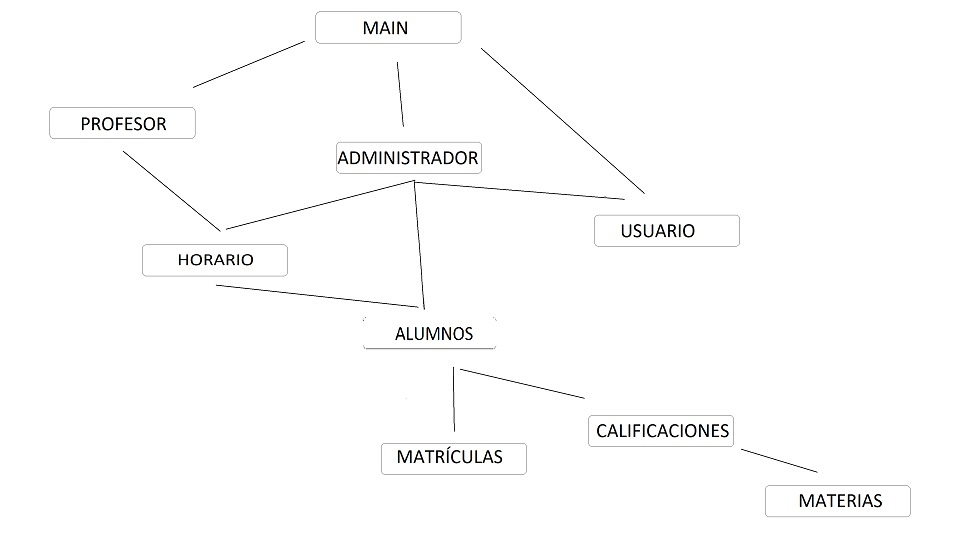 MAIN
PROFESOR
ADMINISTRADOR
USUARIO
HORARIO
ALUMNOS
CALIFICACIONES
MATRÍCULAS
MATERIAS